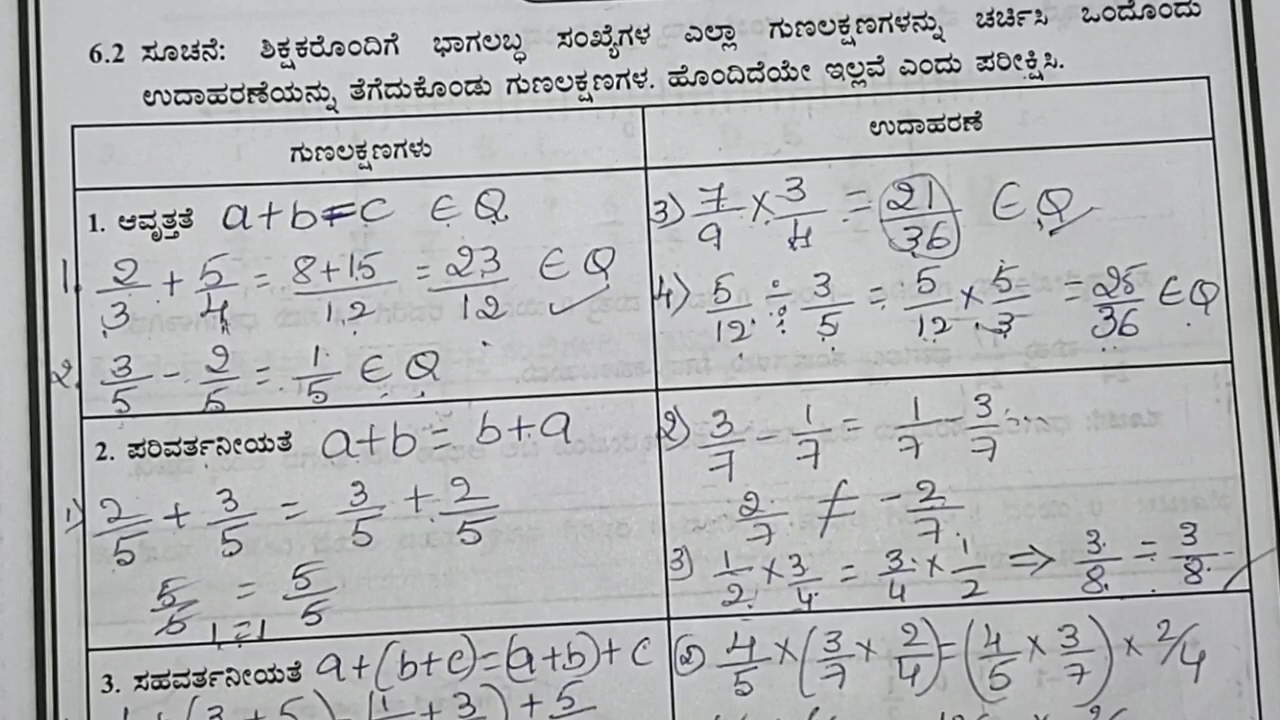 6.2 ಸೂಚನೆ: ಶಿಕ್ಷಕರೊಂದಿಗೆ ಭಾಗಲಬ್ಧ ಸಂಖ್ಯೆಗಳ ಎಲ್ಲಾ ಗುಣಲಕ್ಷಣಗಳನ್ನು ಚರ್ಚಿಸಿ ಒಂದೊಂದು
ಉದಾಹರಣೆಯನ್ನು ತೆಗೆದುಕೊಂಡು ಗುಣಲಕ್ಷಣಗಳ. ಹೊಂದಿದೆಯೇ ಇಲ್ಲವೆ ಎಂದು ಪರೀಕ್ಷಿಸಿ.
ಗುಣಲಕ್ಷಣಗಳು
1. ಆವೃತ್ತತೆ a+b=c ∈ Q
1. 2/3 + 5/4 = 8+15/12 = 23/12 ∈ Q
2. 3/5 - 2/5 = 1/5 ∈ Q
2. ಪರಿವರ್ತನೀಯತೆ a+b = b+a
1) 2/5 + 3/5 = 3/5 + 2/5
5/5 = 5/5
1=1
3. ಸಹವರ್ತನೀಯತೆ a+(b+c)=(a+b)+c
ಉದಾಹರಣೆ
3) 7/9 × 3/4 = 21/36 ∈ Q
4) 5/12 ÷ 3/5 = 5/12 × 5/3 = 25/36 ∈ Q
2) 3/7 - 1/7 = 1/7 - 3/7
2/7 ≠ -2/7
3) 1/2 × 3/4 = 3/4 × 1/2 ⇒ 3/8 = 3/8
2) 4/5 × (3/7 × 2/4) = (4/5 × 3/7) × 2/4